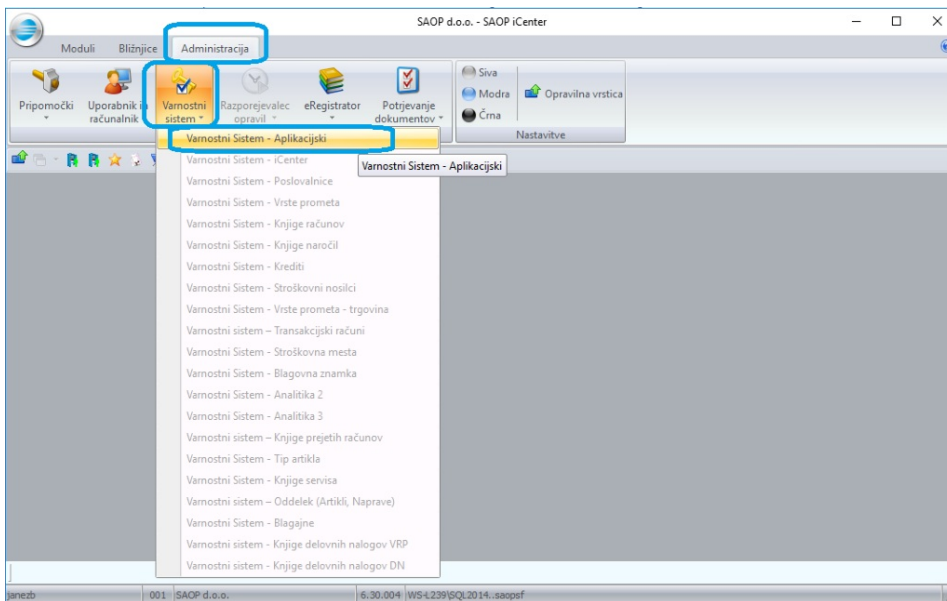 SAOP d.o.o. - SAOP iCenter
Moduli Bližnjice Administracija
Pripomočki
Uporabnik in računalnik
Varnostni sistem
Razporejevalec opravil
eRegistrator
Potrjevanje dokumentov
Siva
Modra
Črna
Opravilna vrstica
Nastavitve
Varnostni Sistem - Aplikacijski
Varnostni Sistem - iCenter
Varnostni Sistem - Aplikacijski
Varnostni Sistem - Poslovalnice
Varnostni Sistem - Vrste prometa
Varnostni Sistem - Knjige računov
Varnostni Sistem - Knjige naročil
Varnostni Sistem - Krediti
Varnostni Sistem - Stroškovni nosilci
Varnostni Sistem - Vrste prometa - trgovina
Varnostni sistem – Transakcijski računi
Varnostni Sistem - Stroškovna mesta
Varnostni Sistem - Blagovna znamka
Varnostni Sistem - Analitika 2
Varnostni Sistem - Analitika 3
Varnostni sistem – Knjige prejetih računov
Varnostni Sistem - Tip artikla
Varnostni Sistem - Knjige servisa
Varnostni sistem – Oddelek (Artikli, Naprave)
Varnostni Sistem - Blagajne
Varnostni sistem - Knjige delovnih nalogov VRP
Varnostni sistem - Knjige delovnih nalogov DN
janezb 001 SAOP d.o.o. 6.30.004 WS-L239\SQL2014..saopsf